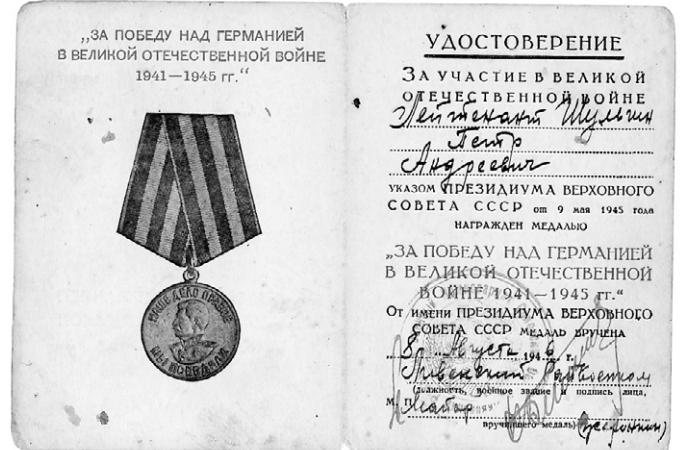 „ЗА ПОБЕДУ НАД ГЕРМАНИЕЙ
В ВЕЛИКОЙ ОТЕЧЕСТВЕННОЙ ВОЙНЕ
1941—1945 гг.“
НАШЕ ДЕЛО ПРАВОЕ
МЫ ПОБЕДИЛИ
УДОСТОВЕРЕНИЕ
ЗА УЧАСТИЕ В ВЕЛИКОЙ
ОТЕЧЕСТВЕННОЙ ВОЙНЕ
Лейтенант Шульгин
Петр
Андреевич
УКАЗОМ ПРЕЗИДИУМА ВЕРХОВНОГО
СОВЕТА СССР от 9 мая 1945 года
НАГРАЖДЕН МЕДАЛЬЮ
„ЗА ПОБЕДУ НАД ГЕРМАНИЕЙ
В ВЕЛИКОЙ ОТЕЧЕСТВЕННОЙ
ВОЙНЕ 1941—1945 гг.“
От имени ПРЕЗИДИУМА ВЕРХОВНОГО
СОВЕТА СССР МЕДАЛЬ ВРУЧЕНА
8 Августа 1946 г.
(должность, военное звание и подпись лица,
М. П. Майор
вручившего медаль)